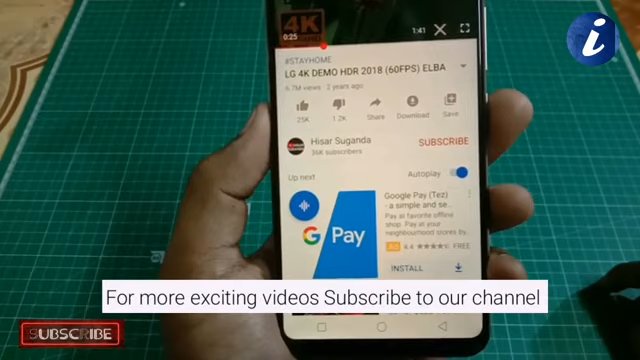 4K
0:25
1:41
#STAYHOME
LG 4K DEMO HDR 2018 (60FPS) ELBA
6.7M views · 2 years ago
25K
1.2K
Share
Download
Save
Hisar Suganda
36K subscribers
SUBSCRIBE
Up next
Autoplay
Google Pay (Tez)
- a simple and se...
Pay at favorite offline
shop. Pay at your
neighbourhood stores by...
Ad
4.4
FREE
G Pay
INSTALL
For more exciting videos Subscribe to our channel
SUBSCRIBE
i